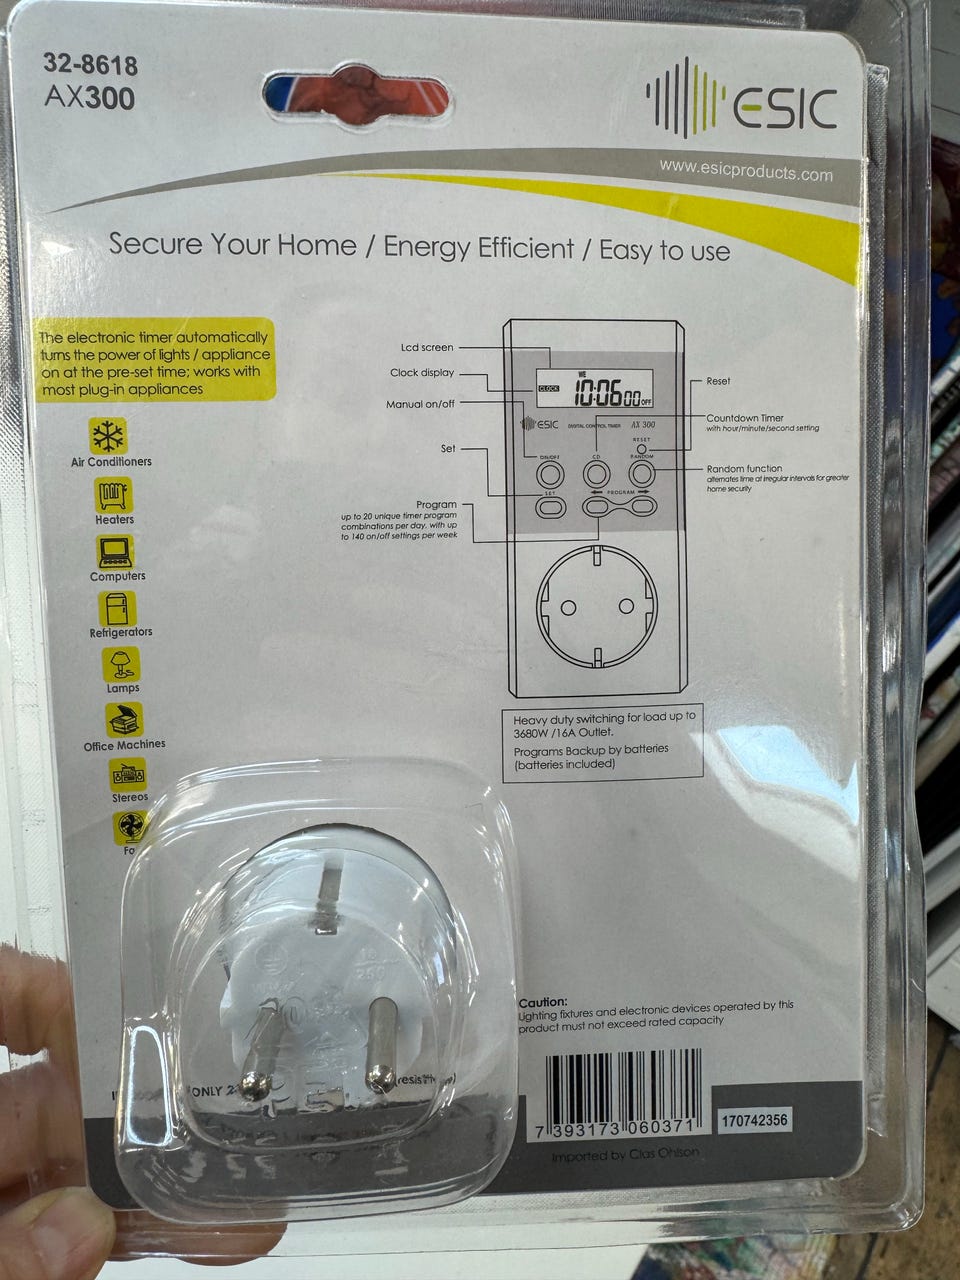 32-8618
AX300
ESIC
www.esicproducts.com
Secure Your Home / Energy Efficient / Easy to use
The electronic timer automatically
turns the power of lights / appliance
on at the pre-set time; works with
most plug-in appliances
Air Conditioners
Heaters
Computers
Refrigerators
Lamps
Office Machines
Stereos
Lcd screen
Clock display
Manual on/off
Set
Program
up to 20 unique timer program
combinations per day, with up
to 140 on/off settings per week
WE
CLOCK
10:0600 OFF
ESIC
DIGITAL CONTROL TIMER
AX 300
RESET
ON/OFF
CD
RANDOM
SET
PROGRAM
Reset
Countdown Timer
with hour/minute/second setting
Random function
alternates time at irregular intervals for greater
home security
Heavy duty switching for load up to
3680W /16A Outlet.
Programs Backup by batteries
(batteries included)
16
250
Caution:
Lighting fixtures and electronic devices operated by this
product must not exceed rated capacity
ONLY
7 393173 060371
170742356
Imported by Clas Ohlson